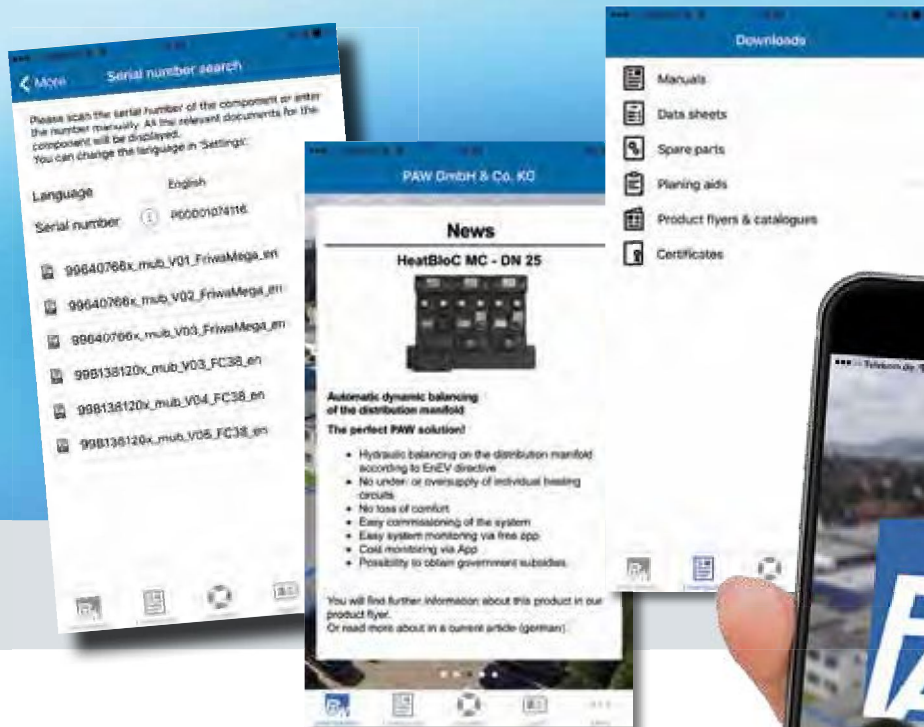 More
Serial number search
Please scan the serial number of the component or enter
the number manually. All the relevant documents for the
component will be displayed.
You can change the language in 'Settings'.
Language
English
Serial number
P00001074116
99640766x_mub_V01_FriwaMega_en
99640766x_mub_V02_FriwaMega_en
99640766x_mub_V03_FriwaMega_en
998138120x_mub_V03_FC38_en
998138120x_mub_V04_FC38_en
998138120x_mub_V05_FC38_en
PAW GmbH & Co. KG
News
HeatBloC MC - DN 25
Automatic dynamic balancing
of the distribution manifold
The perfect PAW solution!
• Hydraulic balancing on the distribution manifold
according to EnEV directive
• No under- or oversupply of individual heating
circuits
• No loss of comfort
• Easy commissioning of the system
• Easy system monitoring via free app
• Cost monitoring via App
• Possibility to obtain government subsidies
You will find further information about this product in our
product flyer.
Or read more about in a current article (german).
Downloads
Manuals
Data sheets
Spare parts
Planing aids
Product flyers & catalogues
Certificates
Telekom.de